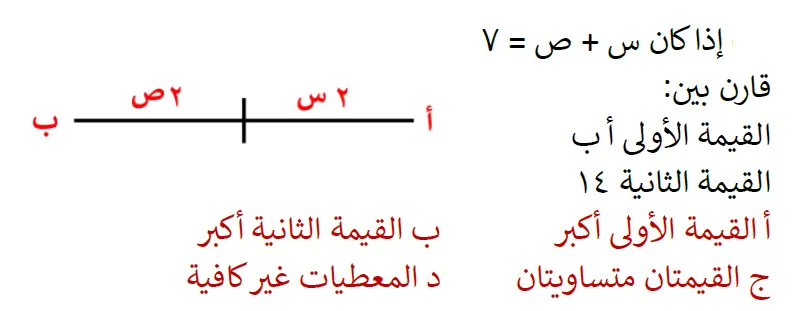 إذا كان س + ص = ٧
قارن بين:
القيمة الأولى أ ب
القيمة الثانية ١٤
أ ٢ س ٢ ص ب
أ القيمة الأولى أكبر ب القيمة الثانية أكبر
ج القيمتان متساويتان د المعطيات غير كافية